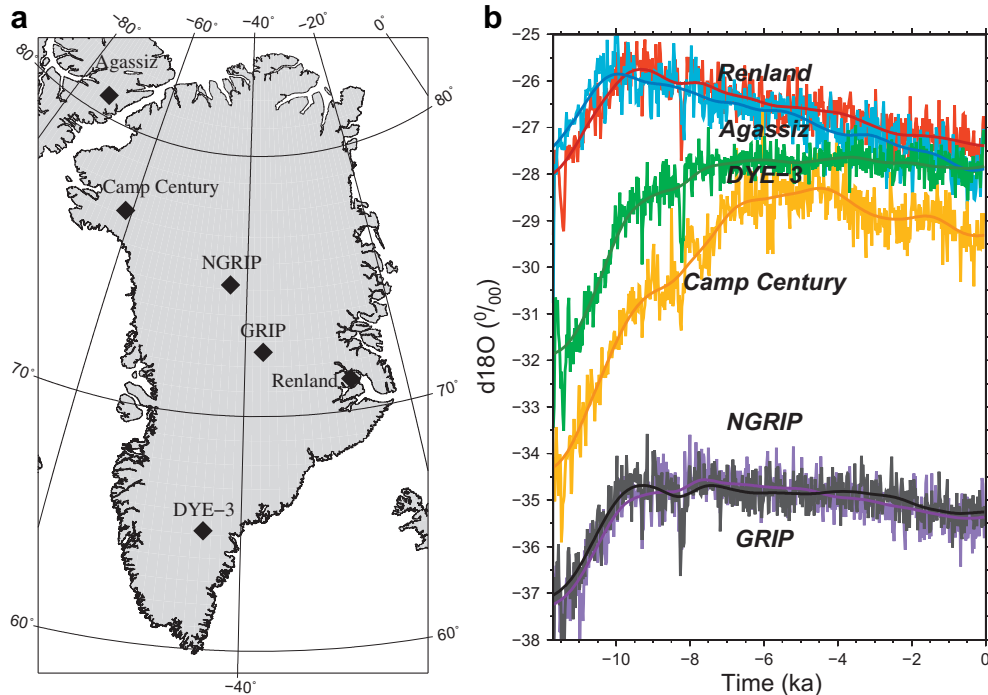 a
−80°
−60°
−40°
−20°
0°
80°
Agassiz
80°
Camp Century
NGRIP
GRIP
Renland
70°
70°
DYE−3
60°
60°
−40°
b
−25
−26
−27
−28
−29
−30
−31
−32
−33
−34
−35
−36
−37
−38
d18O (0/00)
Renland
Agassiz
DYE−3
Camp Century
NGRIP
GRIP
−10
−8
−6
−4
−2
0
Time (ka)